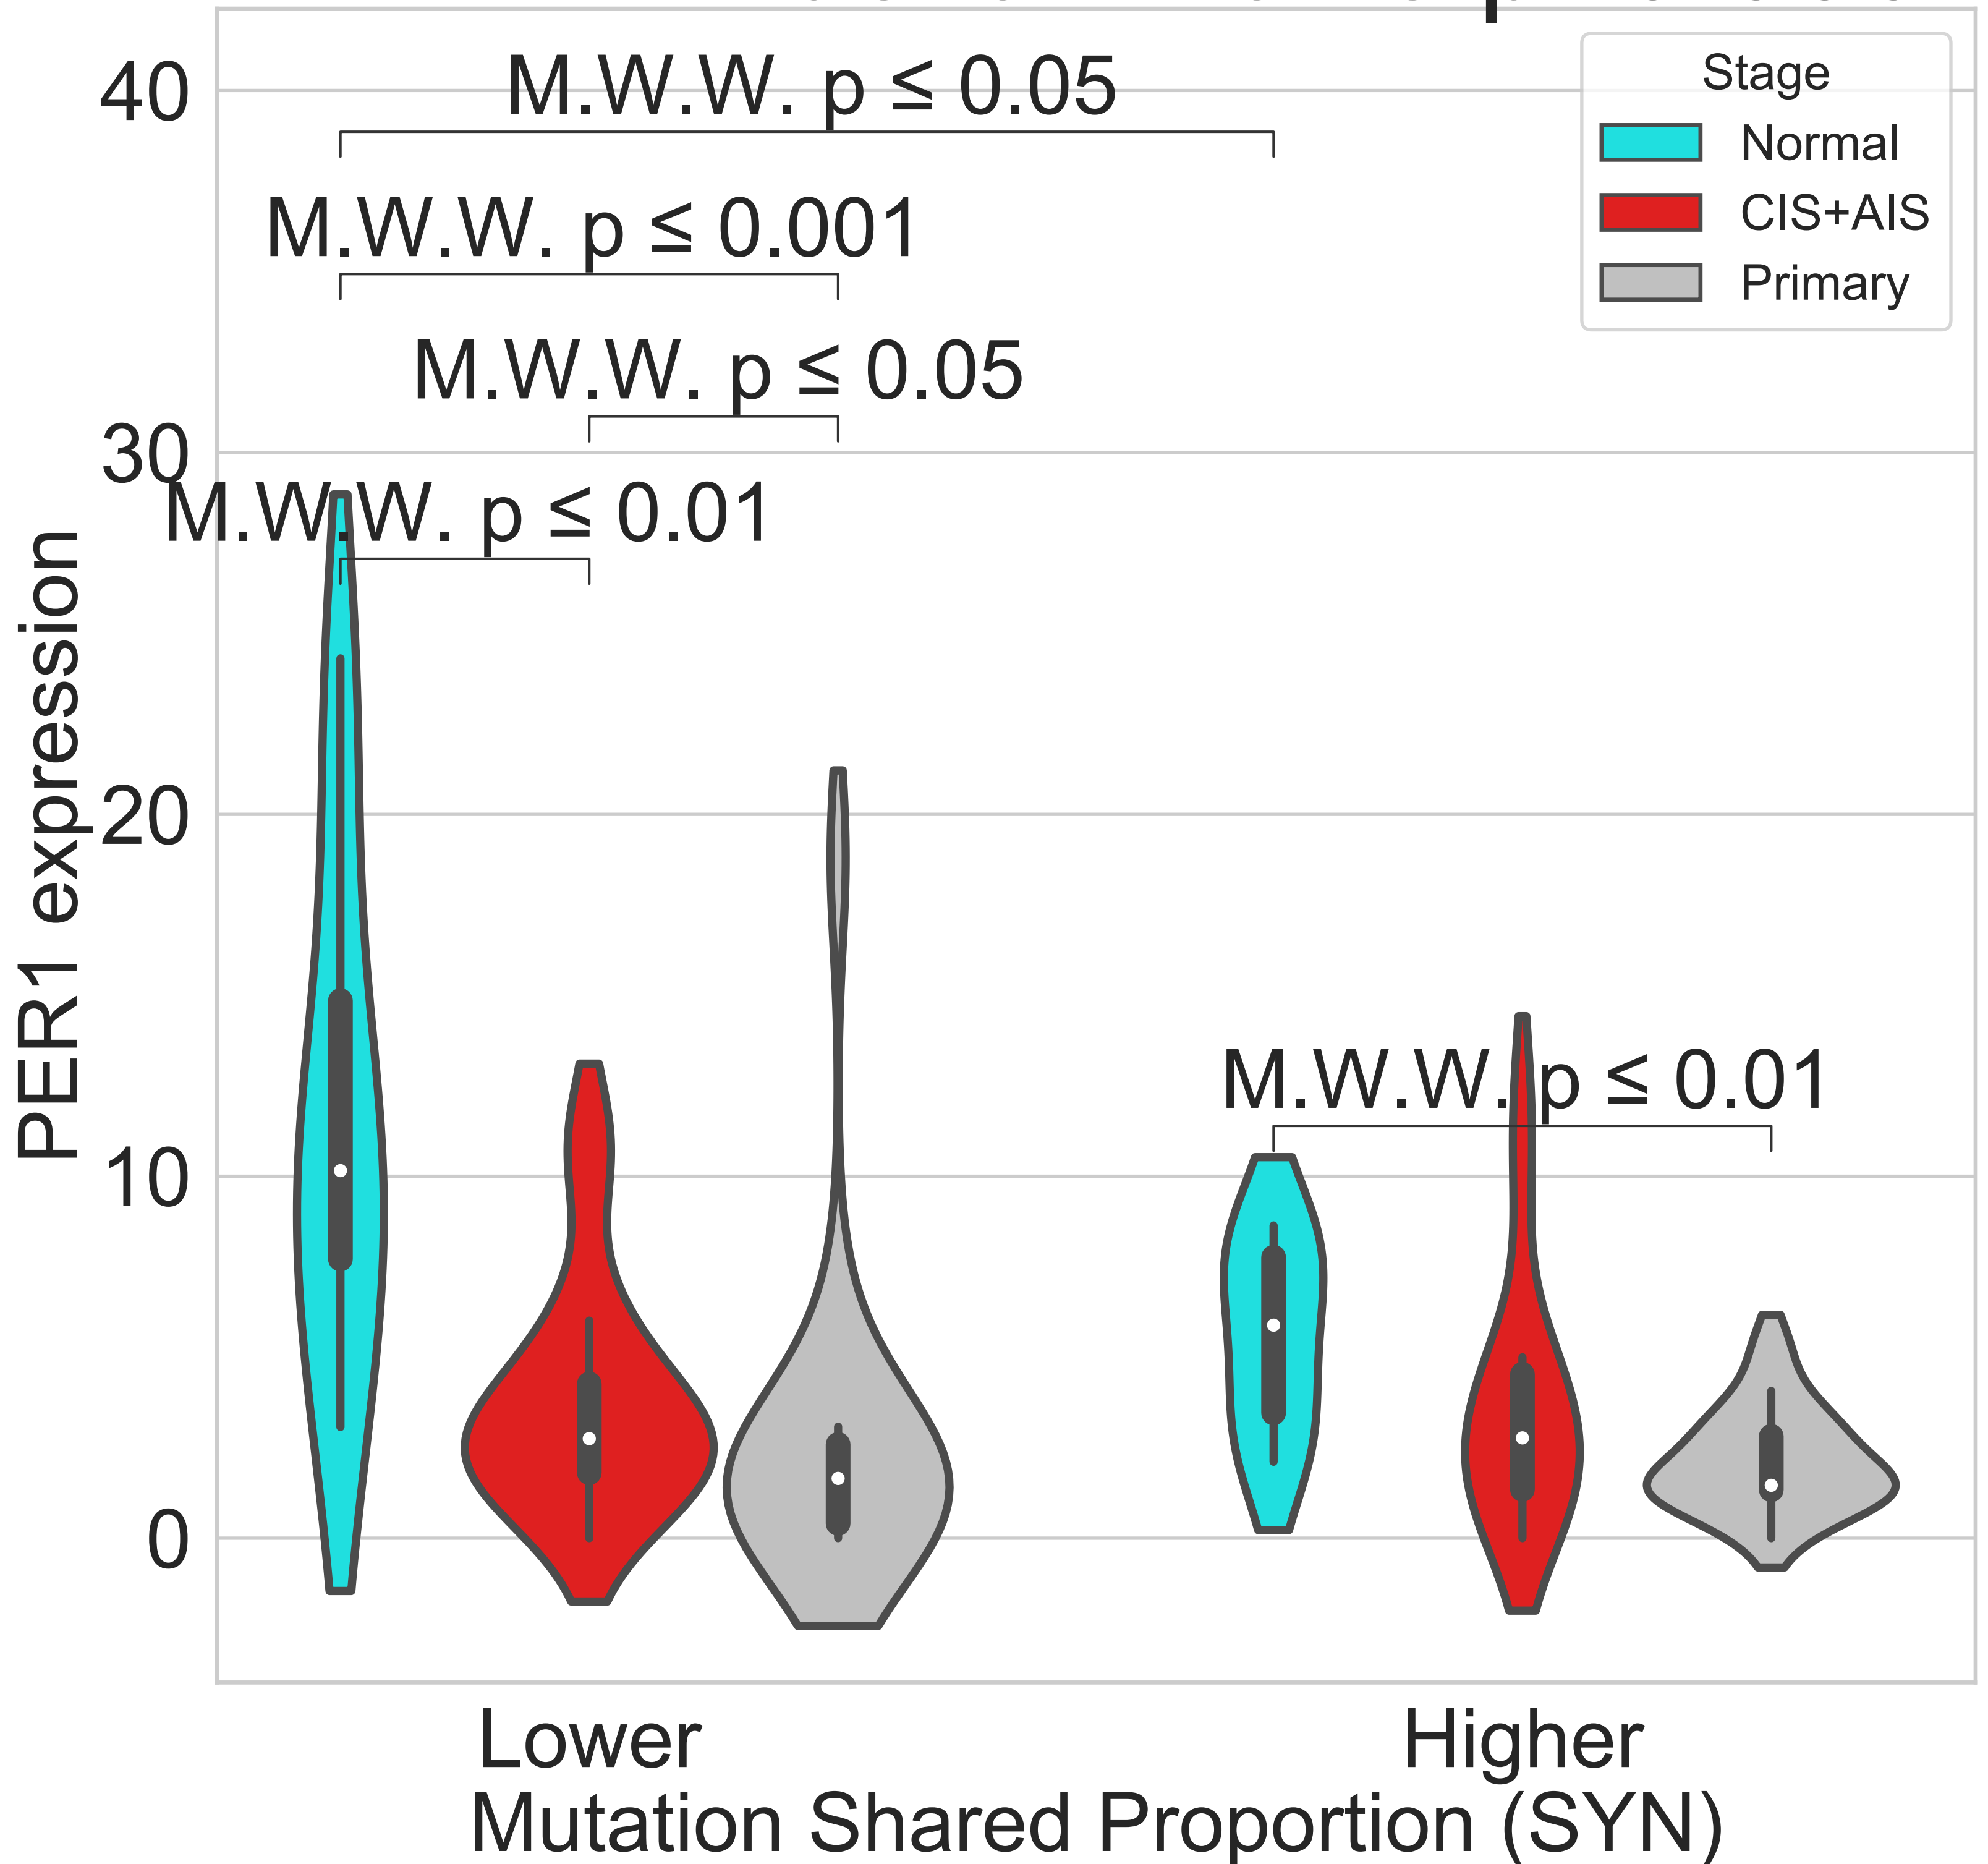 M.W.W. p ≤ 0.05
Stage
Normal
CIS+AIS
Primary
M.W.W. p ≤ 0.001
M.W.W. p ≤ 0.05
M.W.W. p ≤ 0.01
M.W.W. p ≤ 0.01
40
30
20
10
0
PER1 expression
Lower
Higher
Mutation Shared Proportion (SYN)